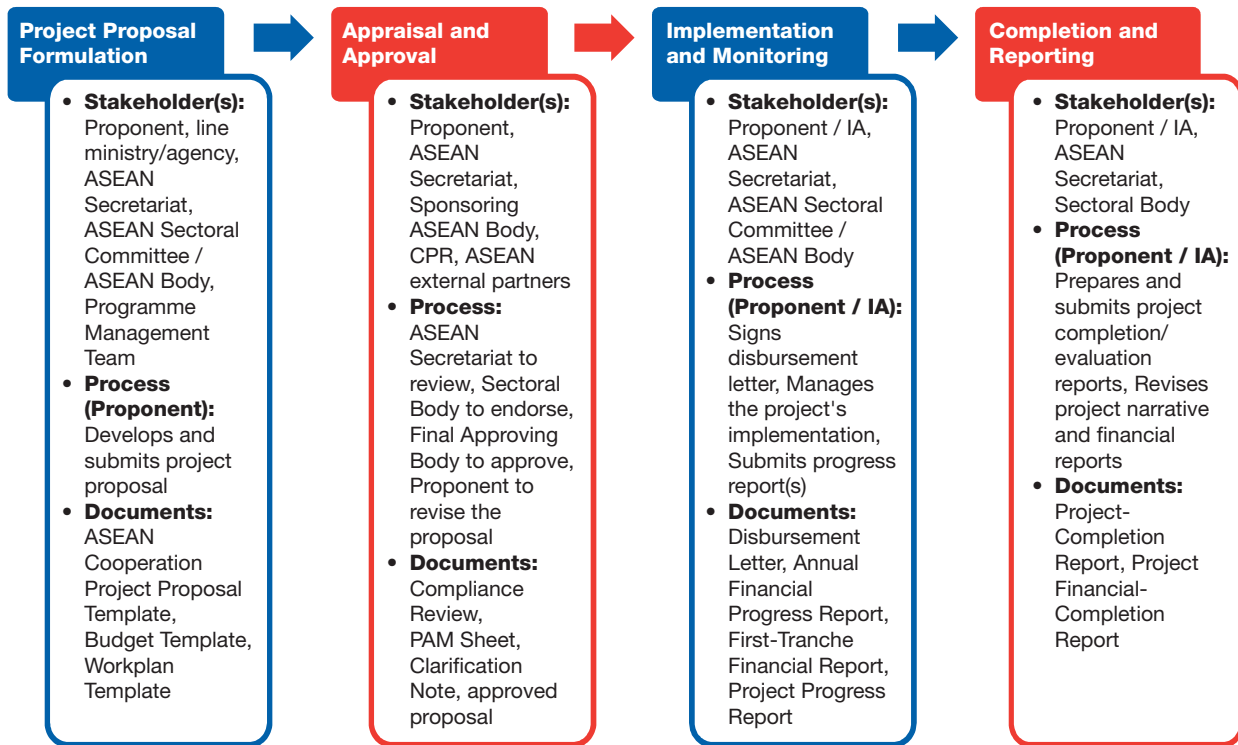 Project Proposal
Formulation
• Stakeholder(s):
Proponent, line
ministry/agency,
ASEAN
Secretariat,
ASEAN Sectoral
Committee /
ASEAN Body,
Programme
Management
Team
• Process
(Proponent):
Develops and
submits project
proposal
• Documents:
ASEAN
Cooperation
Project Proposal
Template,
Budget Template,
Workplan
Template
Appraisal and
Approval
• Stakeholder(s):
Proponent,
ASEAN
Secretariat,
Sponsoring
ASEAN Body,
CPR, ASEAN
external partners
• Process:
ASEAN
Secretariat to
review, Sectoral
Body to endorse,
Final Approving
Body to approve,
Proponent to
revise the
proposal
• Documents:
Compliance
Review,
PAM Sheet,
Clarification
Note, approved
proposal
Implementation
and Monitoring
• Stakeholder(s):
Proponent / IA,
ASEAN
Secretariat,
ASEAN Sectoral
Committee /
ASEAN Body
• Process
(Proponent / IA):
Signs
disbursement
letter, Manages
the project's
implementation,
Submits progress
report(s)
• Documents:
Disbursement
Letter, Annual
Financial
Progress Report,
First-Tranche
Financial Report,
Project Progress
Report
Completion and
Reporting
• Stakeholder(s):
Proponent / IA,
ASEAN
Secretariat,
Sectoral Body
• Process
(Proponent / IA):
Prepares and
submits project
completion/
evaluation
reports, Revises
project narrative
and financial
reports
• Documents:
Project-
Completion
Report, Project
Financial-
Completion
Report